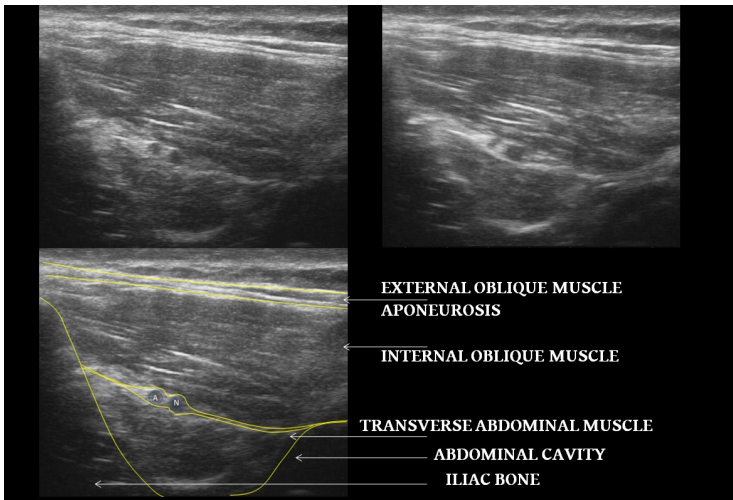 EXTERNAL OBLIQUE MUSCLE
APONEUROSIS
INTERNAL OBLIQUE MUSCLE
A N
TRANSVERSE ABDOMINAL MUSCLE
ABDOMINAL CAVITY
ILIAC BONE